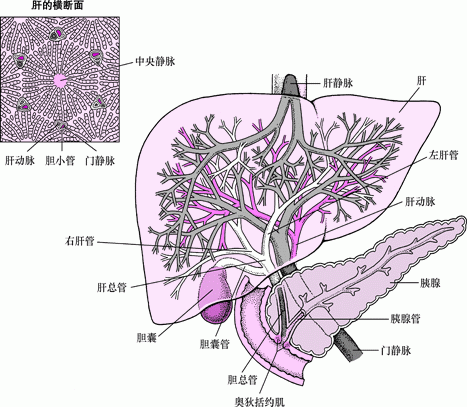 肝的横断面
中央静脉
肝动脉 胆小管 门静脉
肝静脉
肝
左肝管
肝动脉
右肝管
肝总管
胰腺
胆囊
胆囊管
胰腺管
门静脉
胆总管
奥狄括约肌